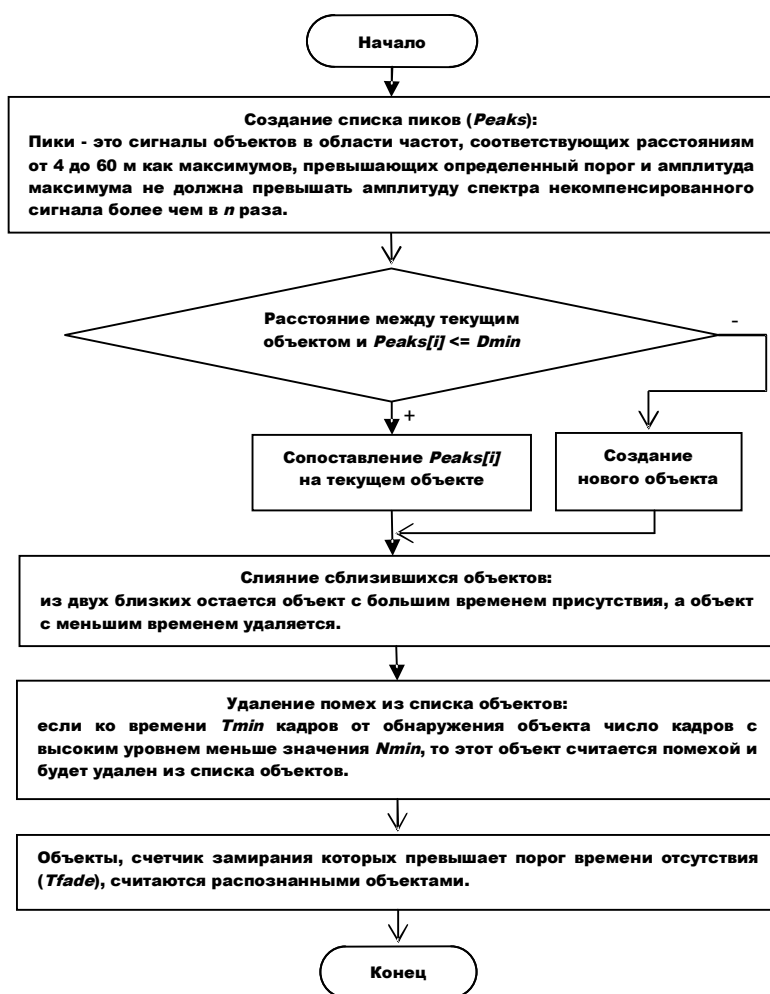 Начало
Создание списка пиков (Peaks):
Пики - это сигналы объектов в области частот, соответствующих расстояниям
от 4 до 60 м как максимумов, превышающих определенный порог и амплитуда
максимума не должна превышать амплитуду спектра некомпенсированного
сигнала более чем в n раза.
Расстояние между текущим
объектом и Peaks[i] <= Dmin
-
+
Сопоставление Peaks[i]
на текущем объекте
Создание
нового объекта
Слияние сблизившихся объектов:
из двух близких остается объект с большим временем присутствия, а объект
с меньшим временем удаляется.
Удаление помех из списка объектов:
если ко времени Tmin кадров от обнаружения объекта число кадров с
высоким уровнем меньше значения Nmin, то этот объект считается помехой и
будет удален из списка объектов.
Объекты, счетчик замирания которых превышает порог времени отсутствия
(Tfade), считаются распознанными объектами.
Конец